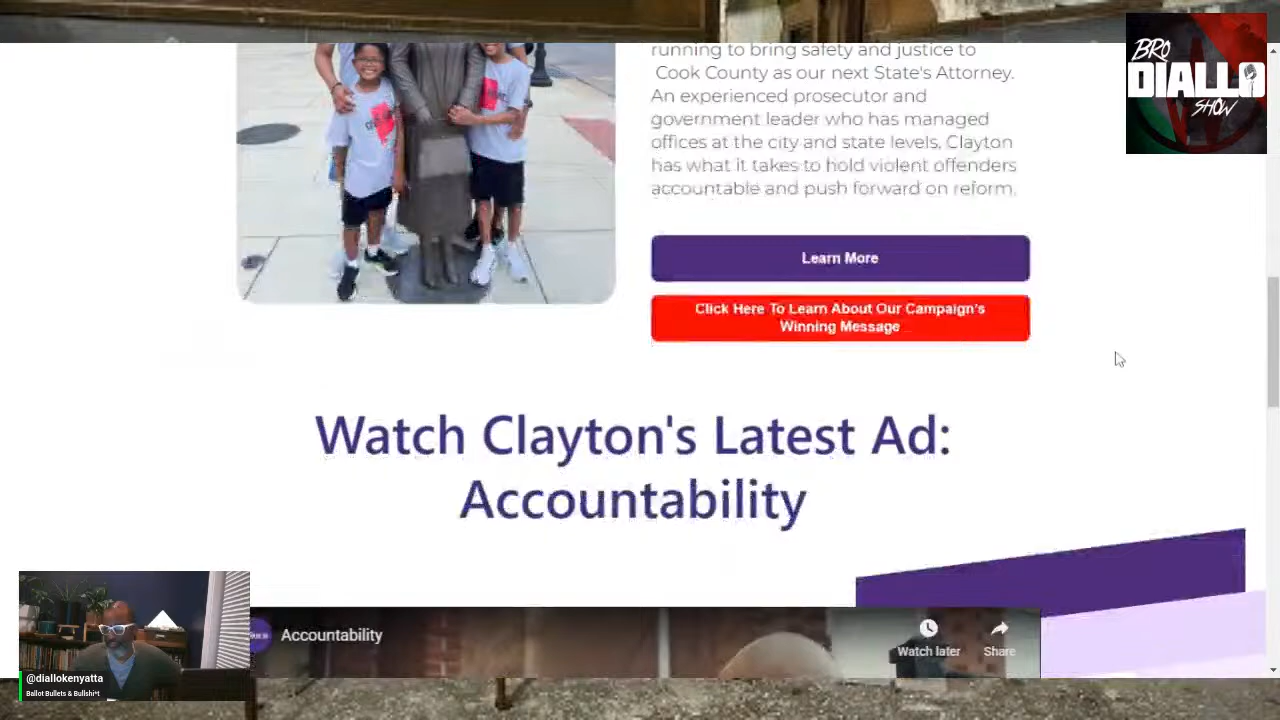 BRO
DIALLO
SHOW
running to bring safety and justice to
Cook County as our next State's Attorney.
An experienced prosecutor and
government leader who has managed
offices at the city and state levels, Clayton
has what it takes to hold violent offenders
accountable and push forward on reform.
Learn More
Click Here To Learn About Our Campaign's
Winning Message
Watch Clayton's Latest Ad:
Accountability
Accountability
Watch later
Share
@diallokenyatta
Ballot Bullets & Bullshi*t